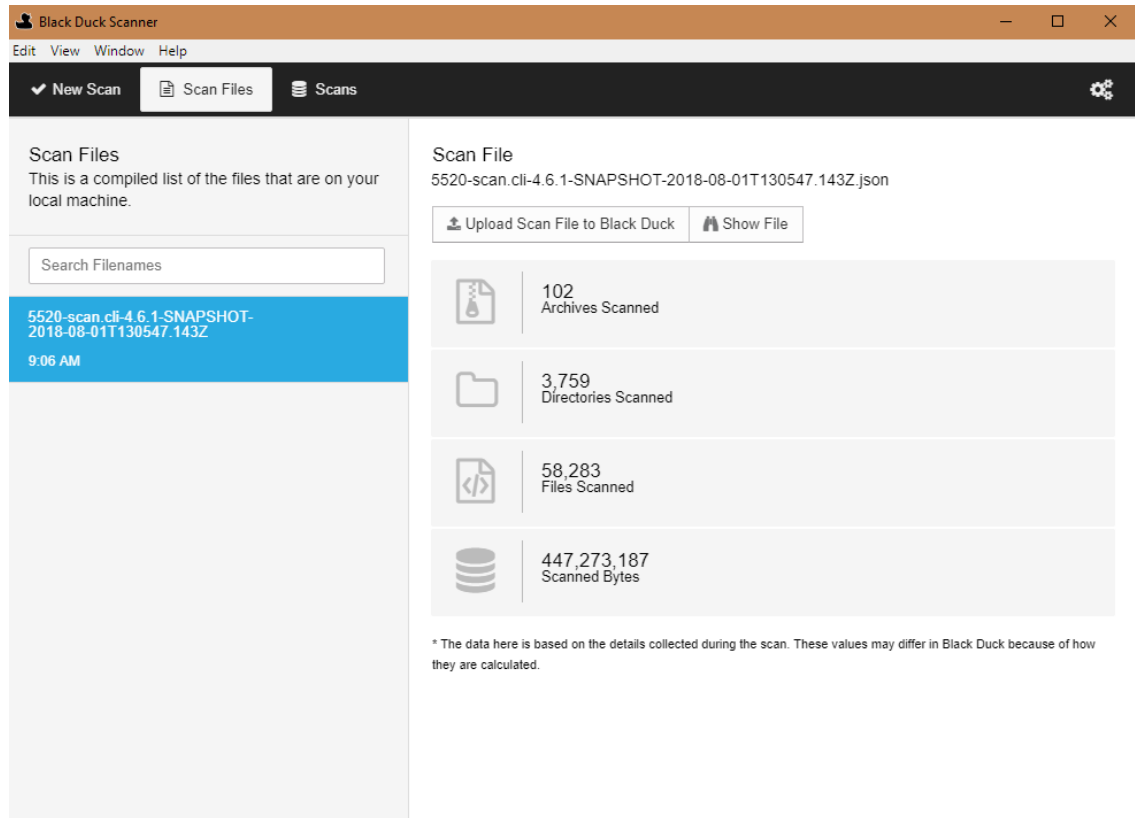 Black Duck Scanner
Edit View Window Help
New Scan Scan Files Scans
Scan Files
This is a compiled list of the files that are on your
local machine.
Search Filenames
5520-scan.cli-4.6.1-SNAPSHOT-
2018-08-01T130547.143Z
9:06 AM
Scan File
5520-scan.cli-4.6.1-SNAPSHOT-2018-08-01T130547.143Z.json
Upload Scan File to Black Duck Show File
102
Archives Scanned
3,759
Directories Scanned
58,283
Files Scanned
447,273,187
Scanned Bytes
* The data here is based on the details collected during the scan. These values may differ in Black Duck because of how
they are calculated.